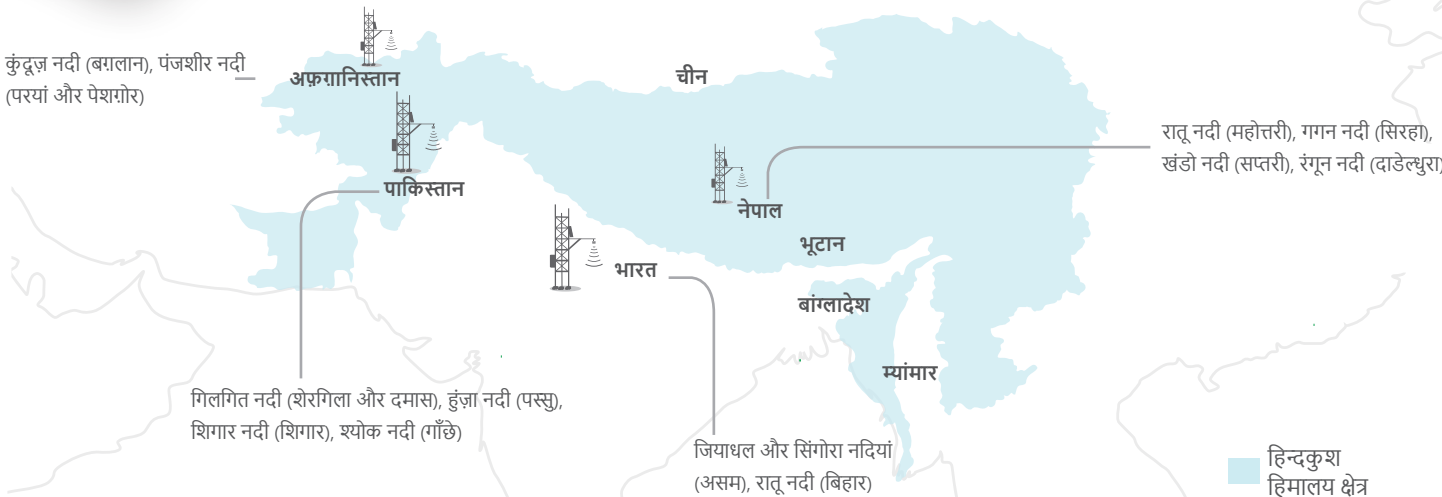 कुंदूज़ नदी (बग़लान), पंजशीर नदी
(परयां और पेशग़ोर)
अफ़ग़ानिस्तान
चीन
रातू नदी (महोत्तरी), गगन नदी (सिरहा),
खंडो नदी (सप्तरी), रंगून नदी (दाडेल्धुरा)
पाकिस्तान
नेपाल
भूटान
भारत
बांग्लादेश
म्यांमार
गिलगित नदी (शेरगिला और दमास), हुंज़ा नदी (पस्सु),
शिगार नदी (शिगार), श्योक नदी (गाँछे)
जियाधल और सिंगोरा नदियां
(असम), रातू नदी (बिहार)
हिन्दकुश
हिमालय क्षेत्र